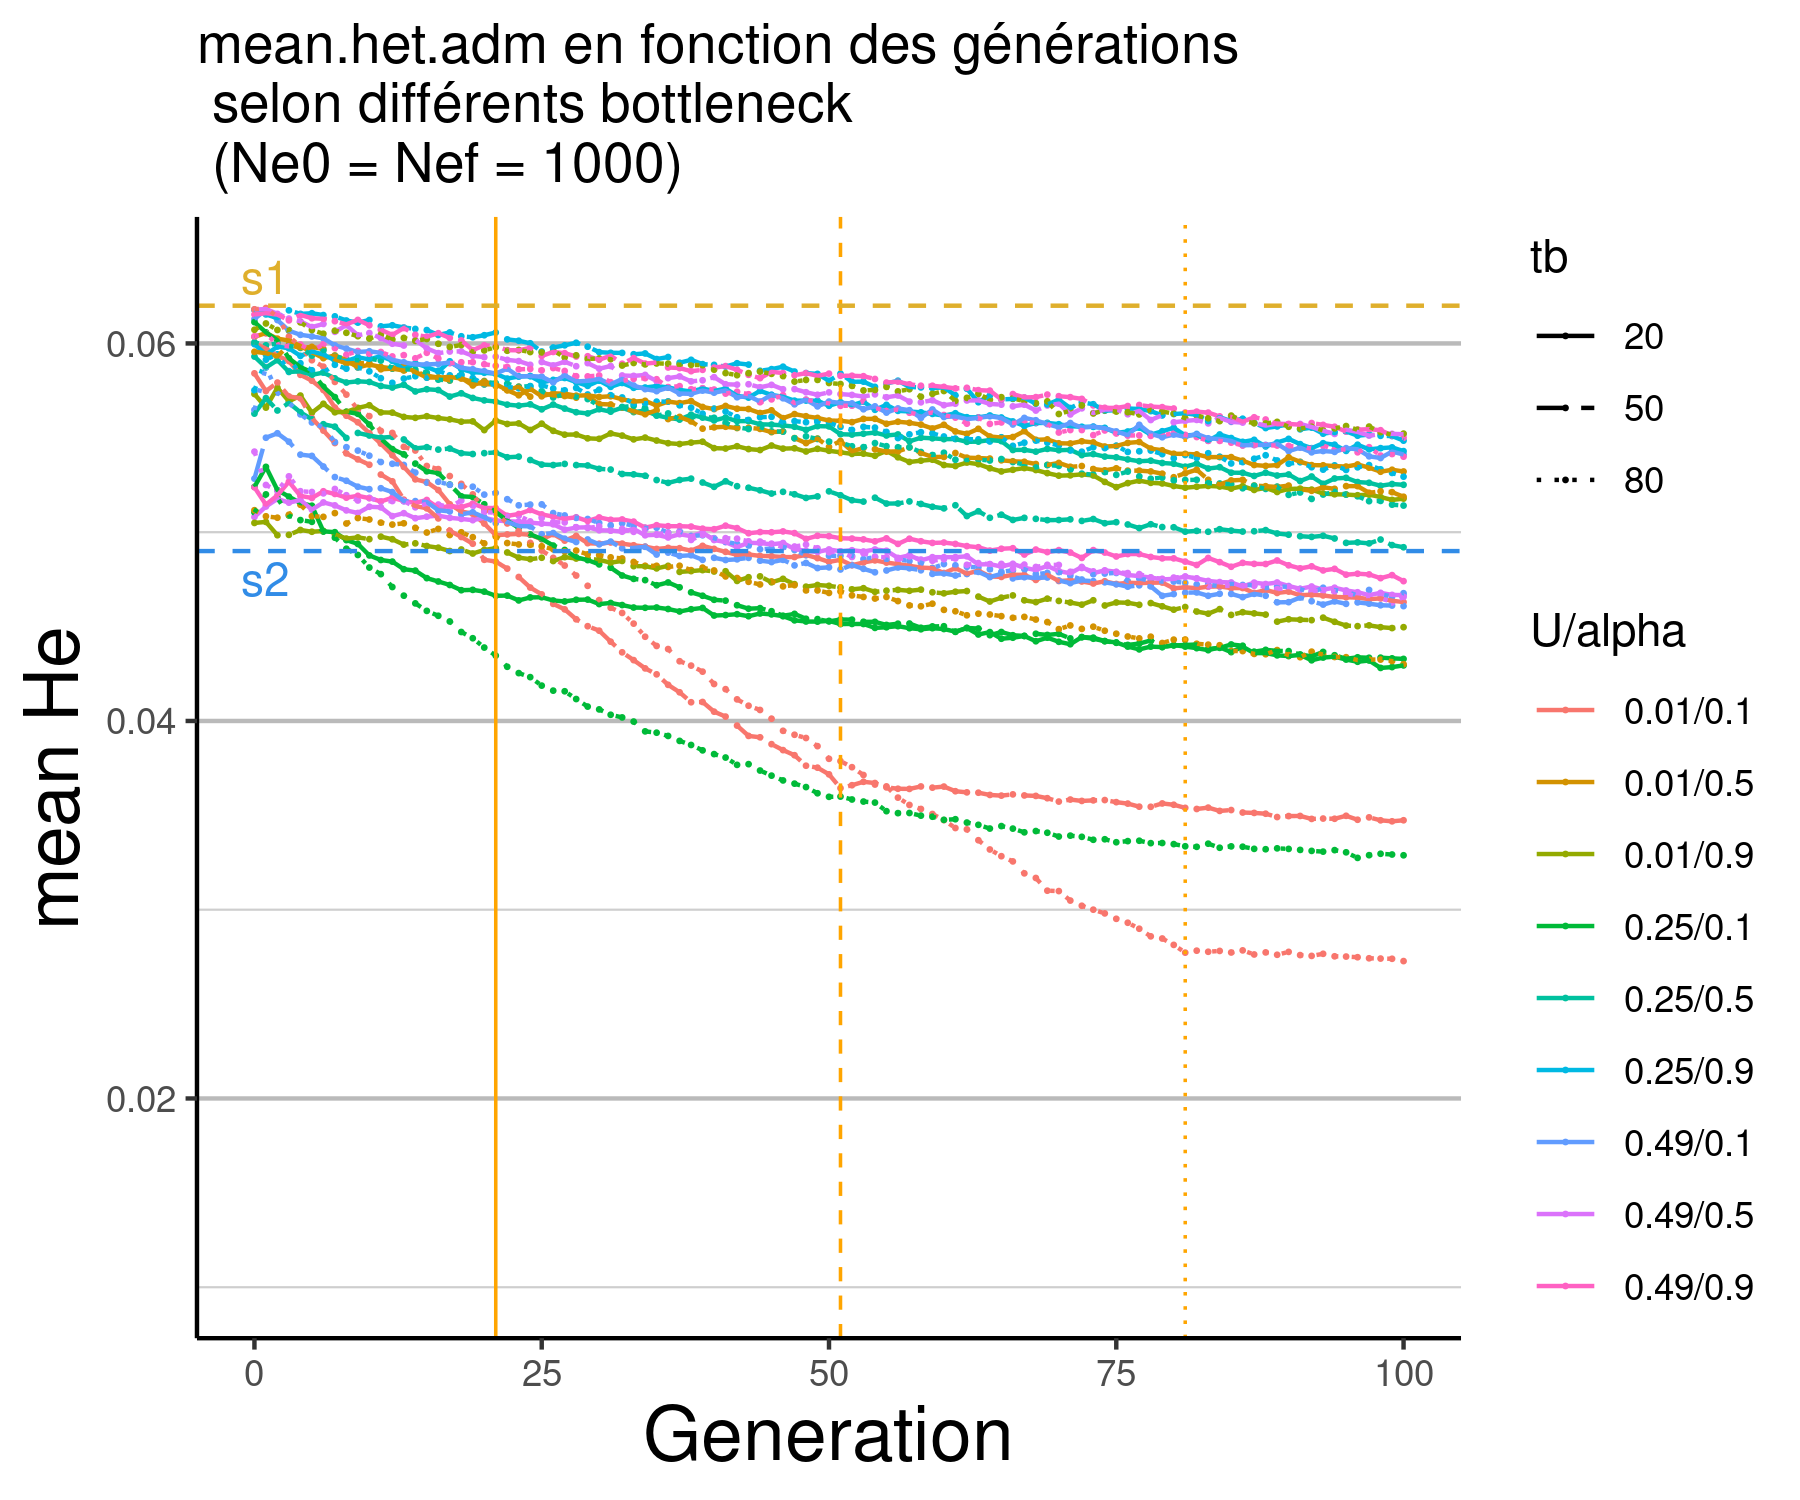 mean.het.adm en fonction des générations
selon différents bottleneck
(Ne0 = Nef = 1000)
s1
s2
0.06
0.04
0.02
mean He
0
25
50
75
100
Generation
tb
20
50
80
U/alpha
0.01/0.1
0.01/0.5
0.01/0.9
0.25/0.1
0.25/0.5
0.25/0.9
0.49/0.1
0.49/0.5
0.49/0.9